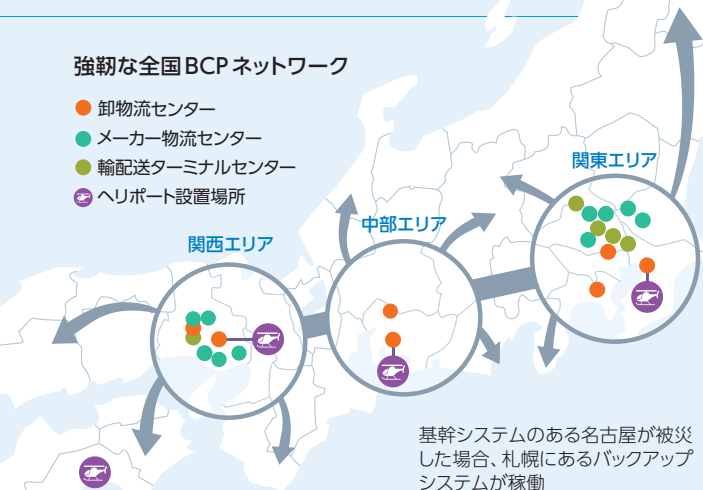 強靭な全国BCPネットワーク
卸物流センター
メーカー物流センター
輸配送ターミナルセンター
ヘリポート設置場所
関東エリア
中部エリア
関西エリア
基幹システムのある名古屋が被災
した場合、札幌にあるバックアップ
システムが稼働